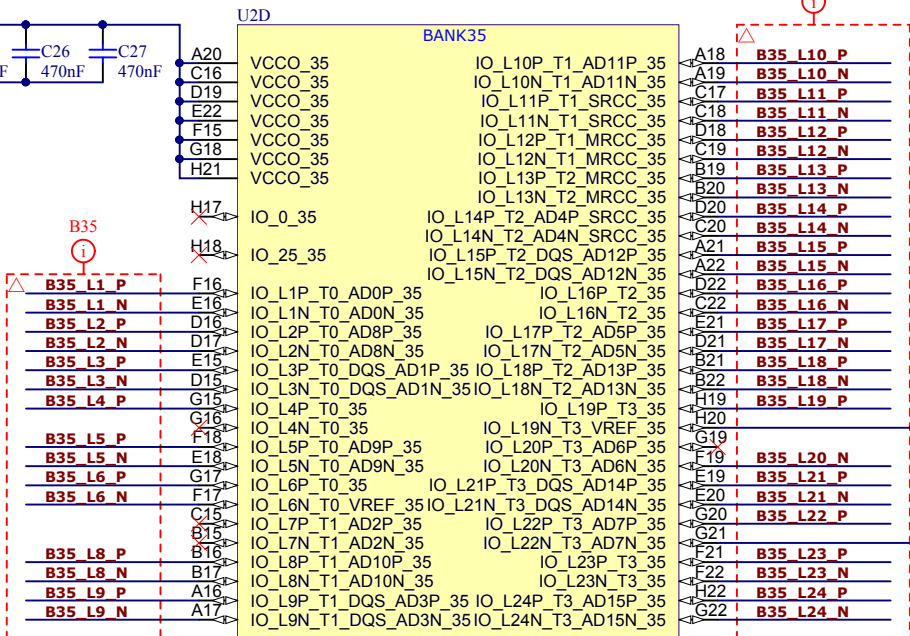 U2D
BANK35
C26
470nF
C27
470nF
F
A20 VCCO_35
C16 VCCO_35
D19 VCCO_35
E22 VCCO_35
F15 VCCO_35
G18 VCCO_35
H21 VCCO_35
H17 IO_0_35
H18 IO_25_35
B35
i
B35_L1_P F16 IO_L1P_T0_AD0P_35
B35_L1_N E16 IO_L1N_T0_AD0N_35
B35_L2_P D16 IO_L2P_T0_AD8P_35
B35_L2_N D17 IO_L2N_T0_AD8N_35
B35_L3_P E15 IO_L3P_T0_DQS_AD1P_35
B35_L3_N D15 IO_L3N_T0_DQS_AD1N_35
B35_L4_P G15 IO_L4P_T0_35
G16 IO_L4N_T0_35
B35_L5_P F18 IO_L5P_T0_AD9P_35
B35_L5_N E18 IO_L5N_T0_AD9N_35
B35_L6_P G17 IO_L6P_T0_35
B35_L6_N F17 IO_L6N_T0_VREF_35
C15 IO_L7P_T1_AD2P_35
B15 IO_L7N_T1_AD2N_35
B35_L8_P B16 IO_L8P_T1_AD10P_35
B35_L8_N B17 IO_L8N_T1_AD10N_35
B35_L9_P A16 IO_L9P_T1_DQS_AD3P_35
B35_L9_N A17 IO_L9N_T1_DQS_AD3N_35
i
IO_L10P_T1_AD11P_35 A18 B35_L10_P
IO_L10N_T1_AD11N_35 A19 B35_L10_N
IO_L11P_T1_SRCC_35 C17 B35_L11_P
IO_L11N_T1_SRCC_35 C18 B35_L11_N
IO_L12P_T1_MRCC_35 D18 B35_L12_P
IO_L12N_T1_MRCC_35 C19 B35_L12_N
IO_L13P_T2_MRCC_35 B19 B35_L13_P
IO_L13N_T2_MRCC_35 B20 B35_L13_N
IO_L14P_T2_AD4P_SRCC_35 D20 B35_L14_P
IO_L14N_T2_AD4N_SRCC_35 C20 B35_L14_N
IO_L15P_T2_DQS_AD12P_35 A21 B35_L15_P
IO_L15N_T2_DQS_AD12N_35 A22 B35_L15_N
IO_L16P_T2_35 D22 B35_L16_P
IO_L16N_T2_35 C22 B35_L16_N
IO_L17P_T2_AD5P_35 E21 B35_L17_P
IO_L17N_T2_AD5N_35 D21 B35_L17_N
IO_L18P_T2_AD13P_35 B21 B35_L18_P
IO_L18N_T2_AD13N_35 B22 B35_L18_N
IO_L19P_T3_35 H19 B35_L19_P
IO_L19N_T3_VREF_35 H20
IO_L20P_T3_AD6P_35 G19
IO_L20N_T3_AD6N_35 F19 B35_L20_N
IO_L21P_T3_DQS_AD14P_35 E19 B35_L21_P
IO_L21N_T3_DQS_AD14N_35 E20 B35_L21_N
IO_L22P_T3_AD7P_35 G20 B35_L22_P
IO_L22N_T3_AD7N_35 G21
IO_L23P_T3_35 F21 B35_L23_P
IO_L23N_T3_35 F22 B35_L23_N
IO_L24P_T3_AD15P_35 H22 B35_L24_P
IO_L24N_T3_AD15N_35 G22 B35_L24_N